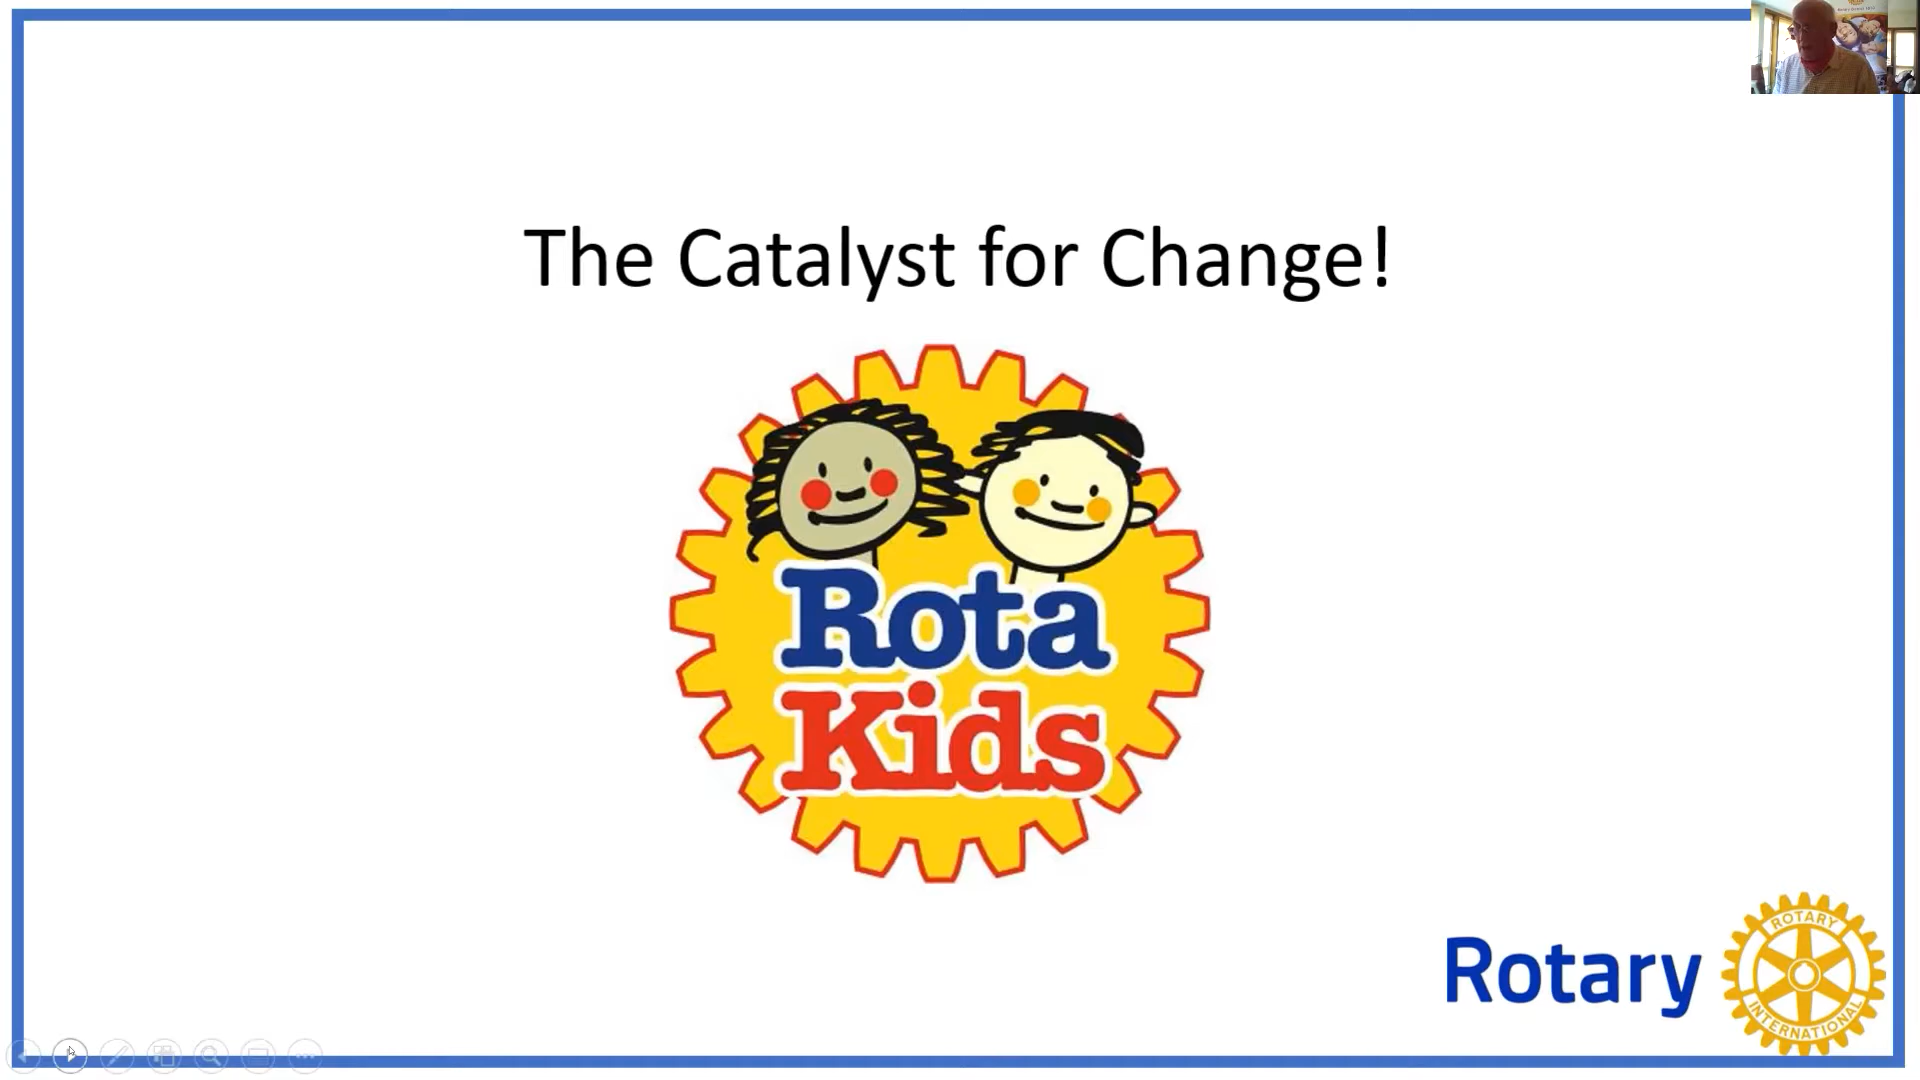 The Catalyst for Change!
Rota
Kids
Rotary
ROTARY
INTERNATIONAL